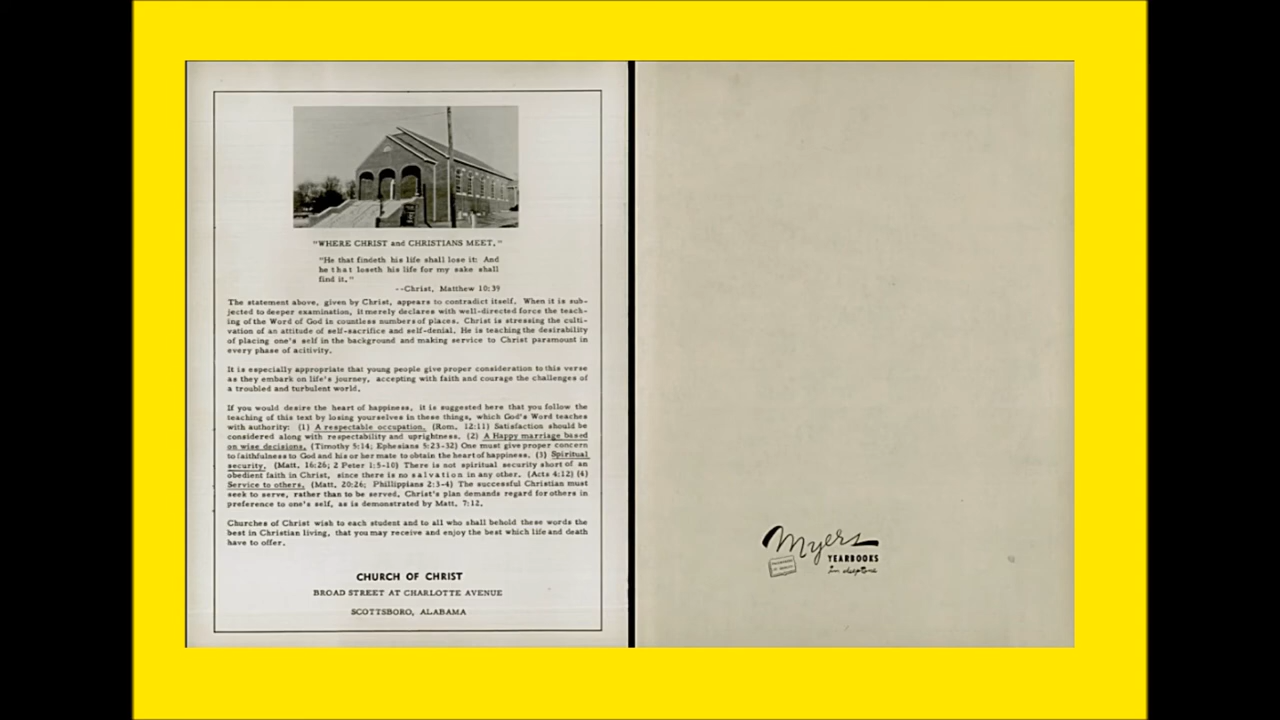 "WHERE CHRIST and CHRISTIANS MEET,"
"He that findeth his life shall lose it: And
he that loseth his life for my sake shall
find it."
--Christ, Matthew 10:39
The statement above, given by Christ, appears to contradict itself. When it is sub-
jected to deeper examination, it merely declares with well-directed force the teach-
ing of the Word of God in countless numbers of places. Christ is stressing the culti-
vation of an attitude of self-sacrifice and self-denial. He is teaching the desirability
of placing one's self in the background and making service to Christ paramount in
every phase of acitivity.
It is especially appropriate that young people give proper consideration to this verse
as they embark on life's journey, accepting with faith and courage the challenges of
a troubled and turbulent world.
If you would desire the heart of happiness, it is suggested here that you follow the
teaching of this text by losing yourselves in these things, which God's Word teaches
with authority: (1) A respectable occupation, (Rom. 12:11) Satisfaction should be
considered along with respectability and uprightness. (2) A Happy marriage based
on wise decisions, (Timothy 5:14; Ephesians 5:23-32) One must give proper concern
to faithfulness to God and his or her mate to obtain the heart of happiness. (3) Spiritual
security, (Matt. 16:26; 2 Peter 1:5-10) There is not spiritual security short of an
obedient faith in Christ, since there is no salvation in any other. (Acts 4:12) (4)
Service to others, (Matt. 20:26; Phillippians 2:3-4) The successful Christian must
seek to serve, rather than to be served. Christ's plan demands regard for others in
preference to one's self, as is demonstrated by Matt. 7:12.
Churches of Christ wish to each student and to all who shall behold these words the
best in Christian living, that you may receive and enjoy the best which life and death
have to offer.
CHURCH OF CHRIST
BROAD STREET AT CHARLOTTE AVENUE
SCOTTSBORO, ALABAMA
Myers
YEARBOOKS